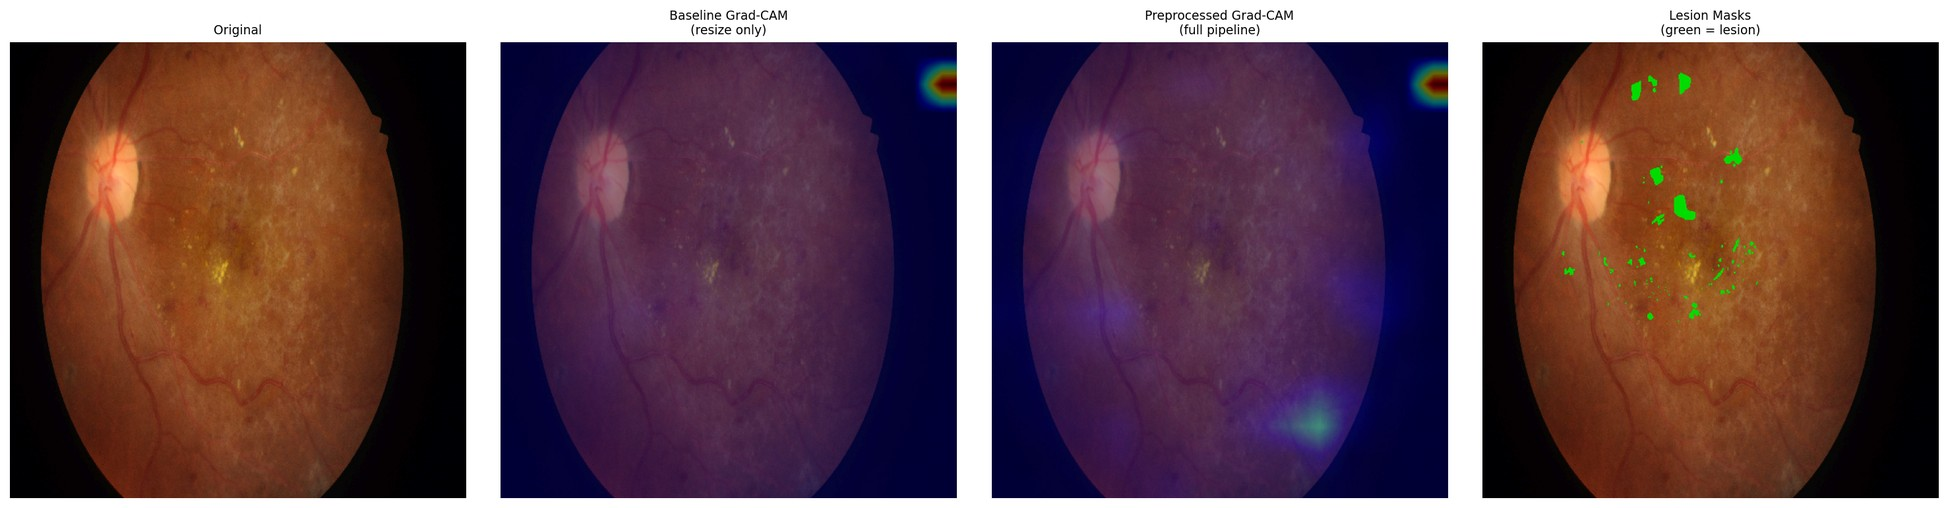 Original
Baseline Grad-CAM
(resize only)
Preprocessed Grad-CAM
(full pipeline)
Lesion Masks
(green = lesion)